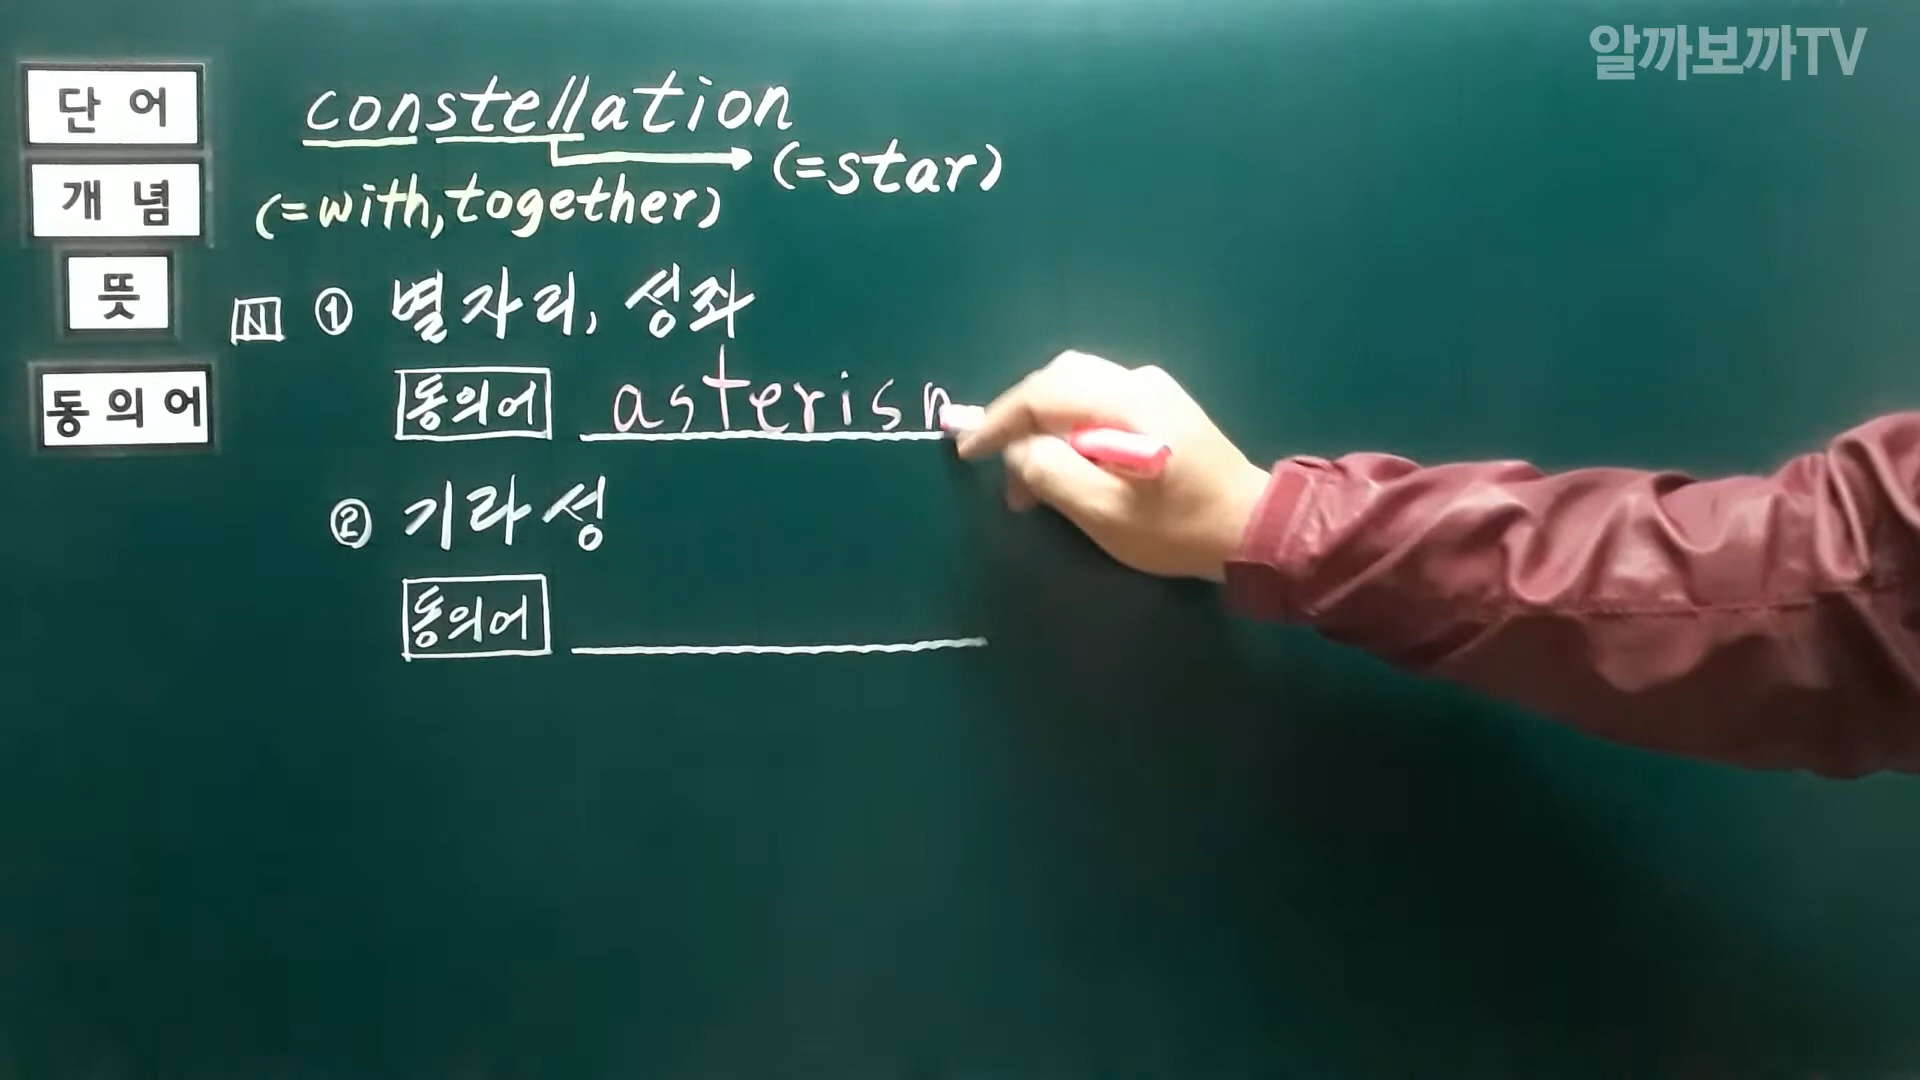 알까보까TV
단어 constellation
(=star)
개념 (=with, together)
뜻 N ① 별자리, 성좌
동의어 동의어 asterism
② 기라성
동의어